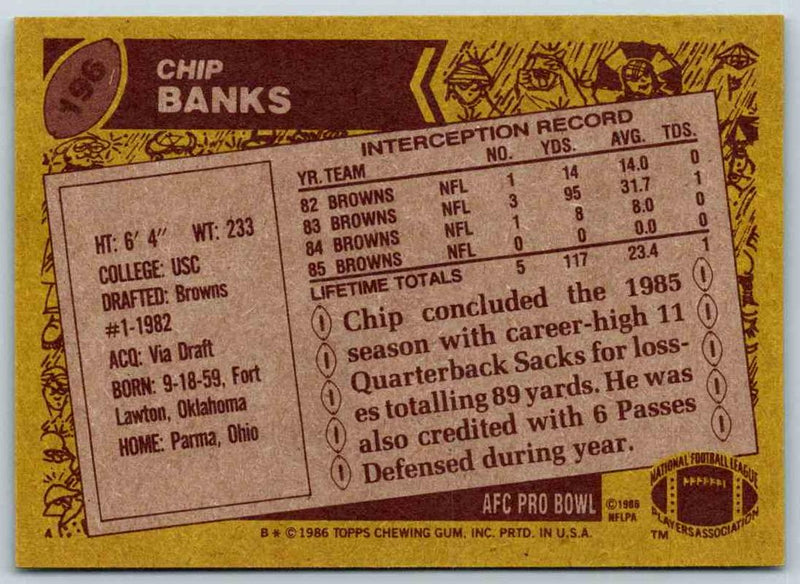 196
CHIP
BANKS
HT: 6' 4" WT: 233
COLLEGE: USC
DRAFTED: Browns
#1-1982
ACQ: Via Draft
BORN: 9-18-59, Fort
Lawton, Oklahoma
HOME: Parma, Ohio
INTERCEPTION RECORD
YR. TEAM NO. YDS. AVG. TDS.
82 BROWNS NFL 1 14 14.0 0
83 BROWNS NFL 3 95 31.7 1
84 BROWNS NFL 1 8 8.0 0
85 BROWNS NFL 0 0 0.0 0
LIFETIME TOTALS 5 117 23.4 1
Chip concluded the 1985
season with career-high 11
Quarterback Sacks for loss-
es totalling 89 yards. He was
also credited with 6 Passes
Defensed during year.
AFC PRO BOWL
©1986
NFLPA
NATIONAL FOOTBALL LEAGUE
PLAYERS ASSOCIATION
TM
B* © 1986 TOPPS CHEWING GUM, INC. PRTD. IN U.S.A.